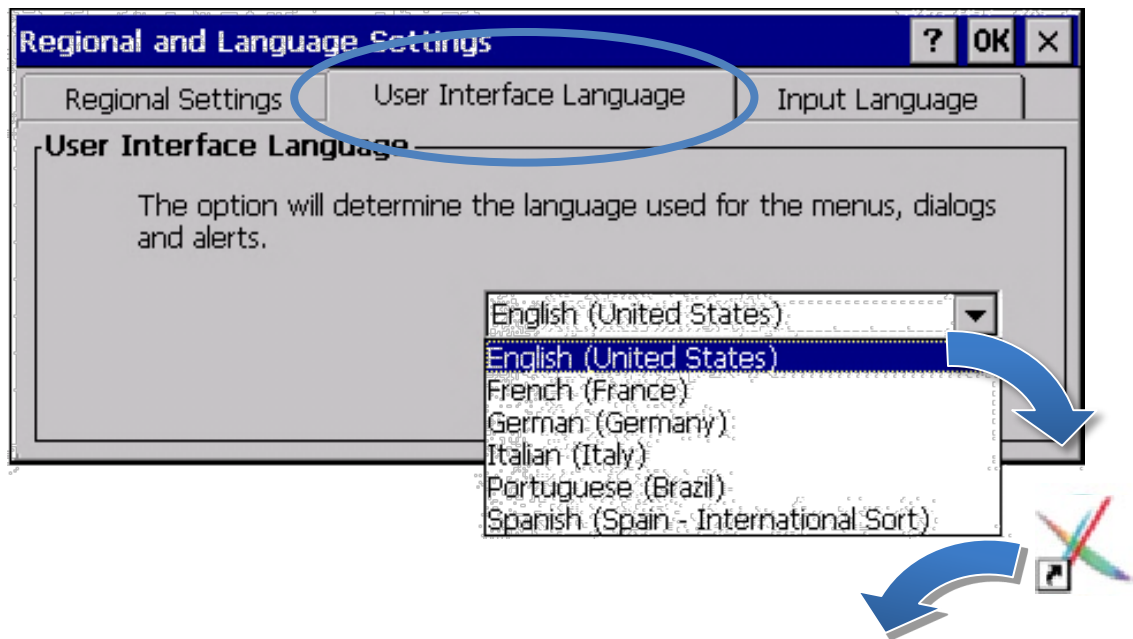 Regional and Language Settings ? OK ×
Regional Settings User Interface Language Input Language
User Interface Language
The option will determine the language used for the menus, dialogs
and alerts.
English (United States)
English (United States)
French (France)
German (Germany)
Italian (Italy)
Portuguese (Brazil)
Spanish (Spain - International Sort)